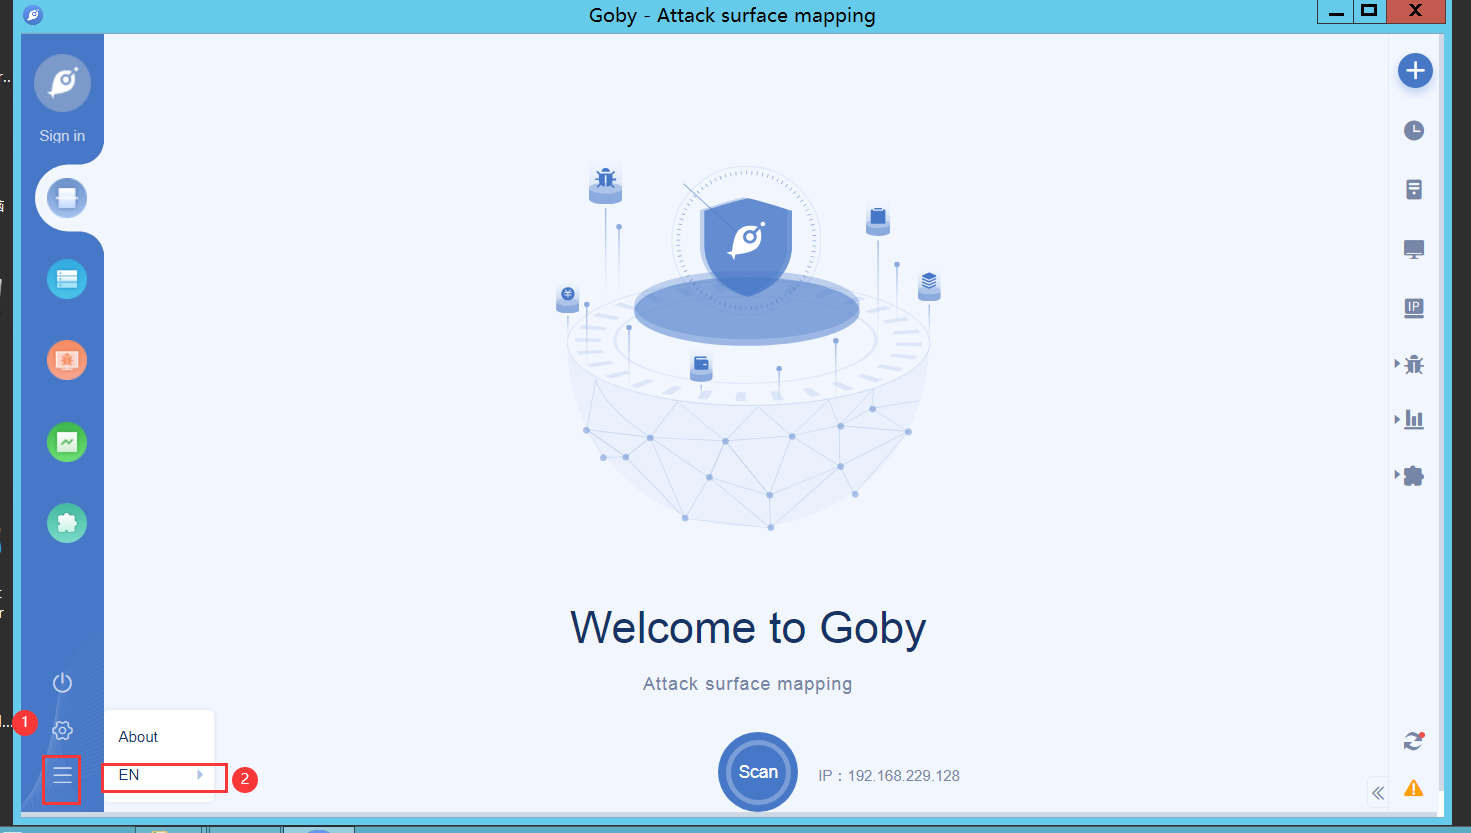 Goby - Attack surface mapping
Sign in
IP
Welcome to Goby
Attack surface mapping
1
About
EN
2
Scan
IP：192.168.229.128